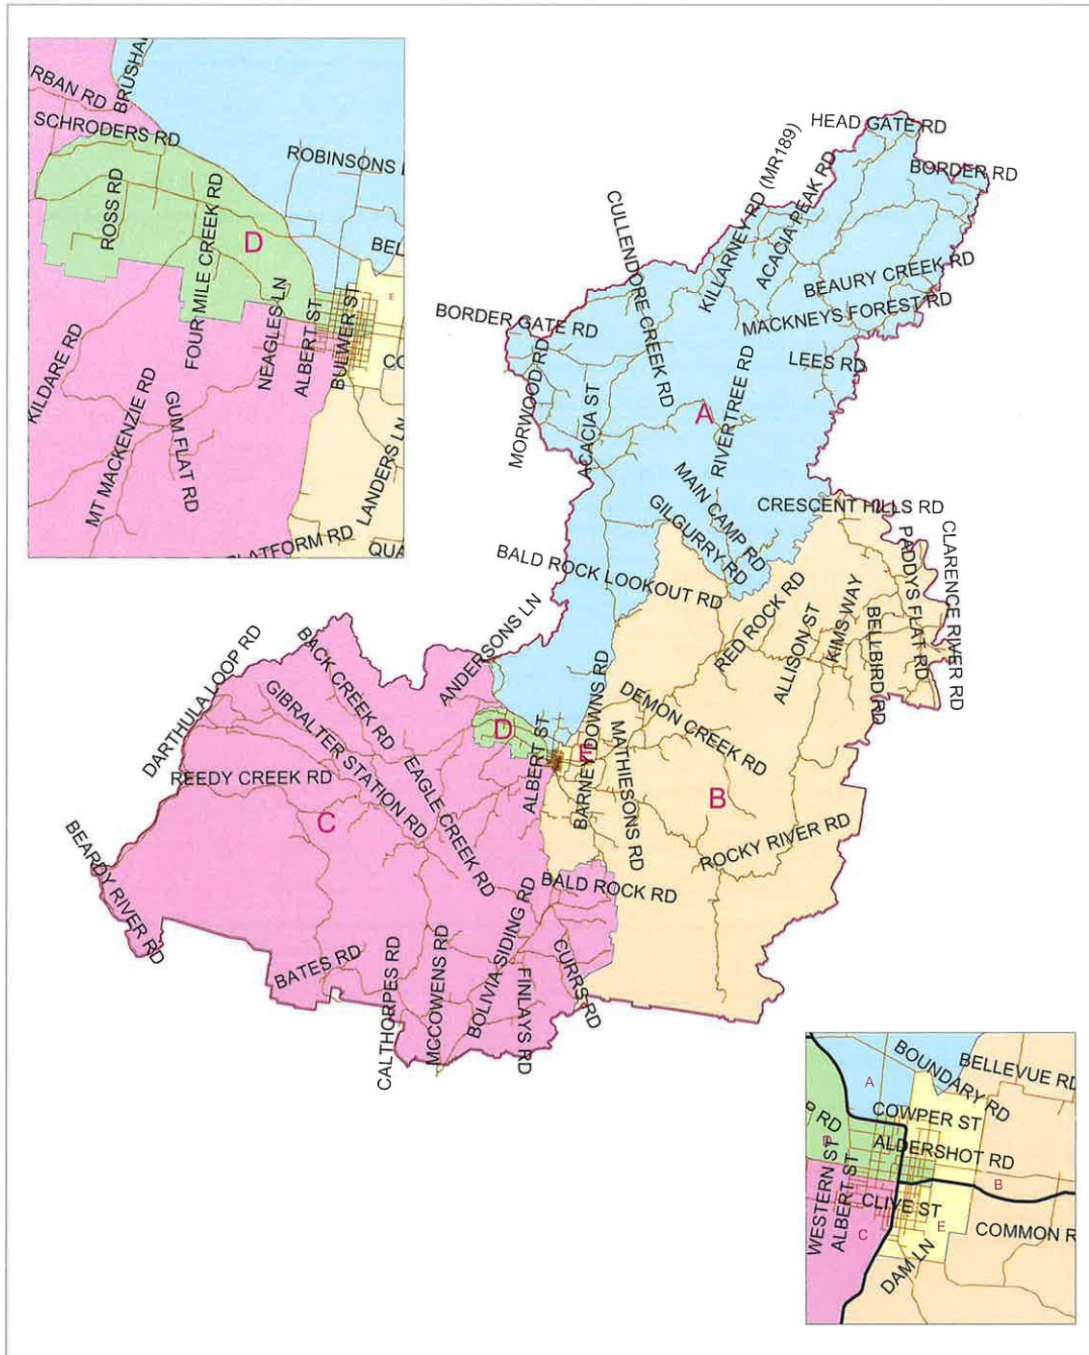 RBAN RD
BRUSHA
SCHRODERS RD
ROBINSONS
ROSS RD
FOUR MILE CREEK RD
D
BEL
E
NEAGLES LN
ALBERT ST
BULWER ST
CO
KILDARE RD
MT MACKENZIE RD
GUM FLAT RD
LANDERS LN
PLATFORM RD
QUA
HEAD GATE RD
BORDER RD
KILLARNEY RD (MR189)
ACACIA PEAK RD
CULLENDORE CREEK RD
BEAURY CREEK RD
MACKNEYS FOREST RD
BORDER GATE RD
LEES RD
MORWOOD RD
ACACIA ST
A
RIVERTREE RD
MAIN CAMP RD
GILGURRY RD
CRESCENT HILLS RD
PADDYS FLAT RD
CLARENCE RIVER RD
BALD ROCK LOOKOUT RD
RED ROCK RD
ALLISON ST
KIMS WAY
BELLBIRD RD
ANDERSONS LN
DARTHULA LOOP RD
BACK CREEK RD
GIBRALTER STATION RD
DEMON CREEK RD
D
ALBERT ST
E
BARNEY DOWNS RD
MATHIESONS RD
REEDY CREEK RD
EAGLE CREEK RD
C
B
ROCKY RIVER RD
BEARDY RIVER RD
BALD ROCK RD
BATES RD
CALTHORPES RD
MCCOWENS RD
BOLIVIA SIDING RD
FINLAYS RD
CURRS RD
A
BOUNDARY RD
BELLEVUE RD
COWPER ST
P RD
D
ALDERSHOT RD
WESTERN ST
ALBERT ST
B
CLIVE ST
C
E
COMMON R
DAM LN